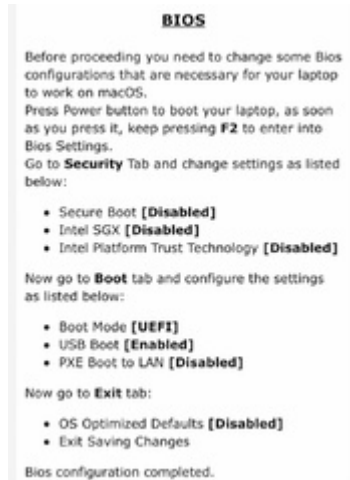 BIOS
Before proceeding you need to change some Bios
configurations that are necessary for your laptop
to work on macOS.
Press Power button to boot your laptop, as soon
as you press it, keep pressing F2 to enter into
Bios Settings.
Go to Security Tab and change settings as listed
below:
• Secure Boot [Disabled]
• Intel SGX [Disabled]
• Intel Platform Trust Technology [Disabled]
Now go to Boot tab and configure the settings
as listed below:
• Boot Mode [UEFI]
• USB Boot [Enabled]
• PXE Boot to LAN [Disabled]
Now go to Exit tab:
• OS Optimized Defaults [Disabled]
• Exit Saving Changes
Bios configuration completed.